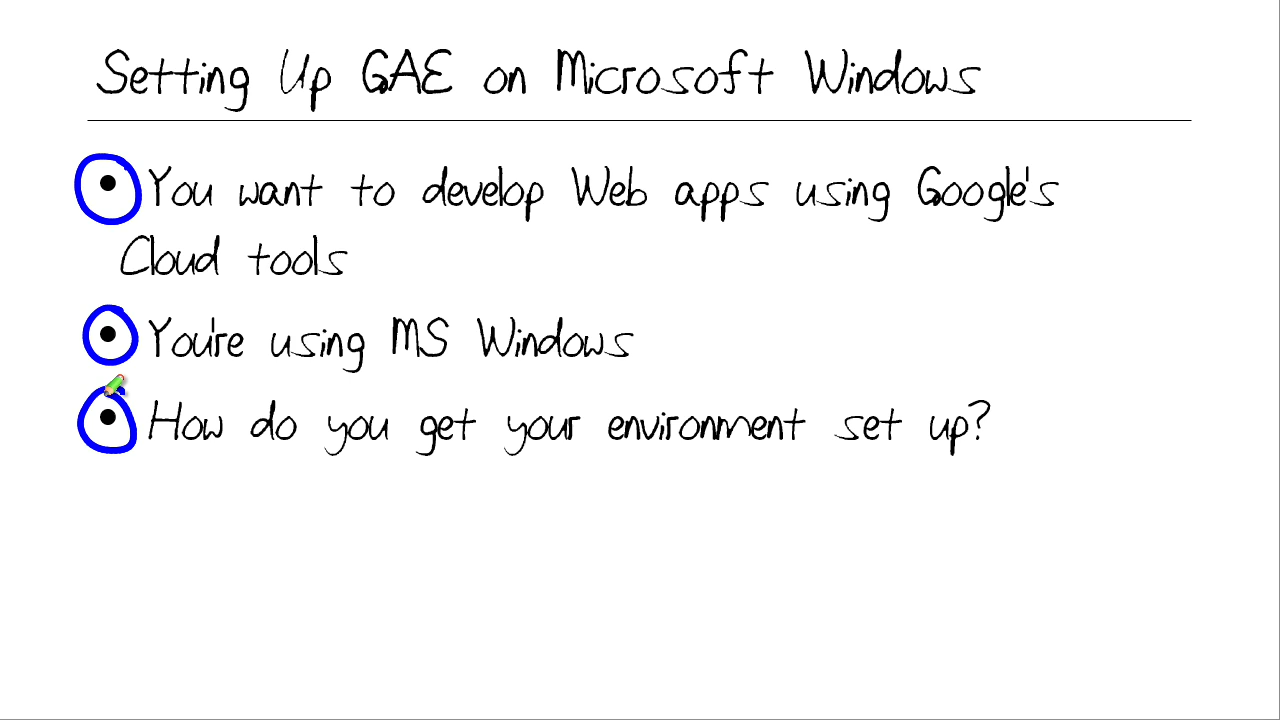 Setting Up GAE on Microsoft Windows
• You want to develop Web apps using Google's
Cloud tools
• You're using MS Windows
• How do you get your environment set up?